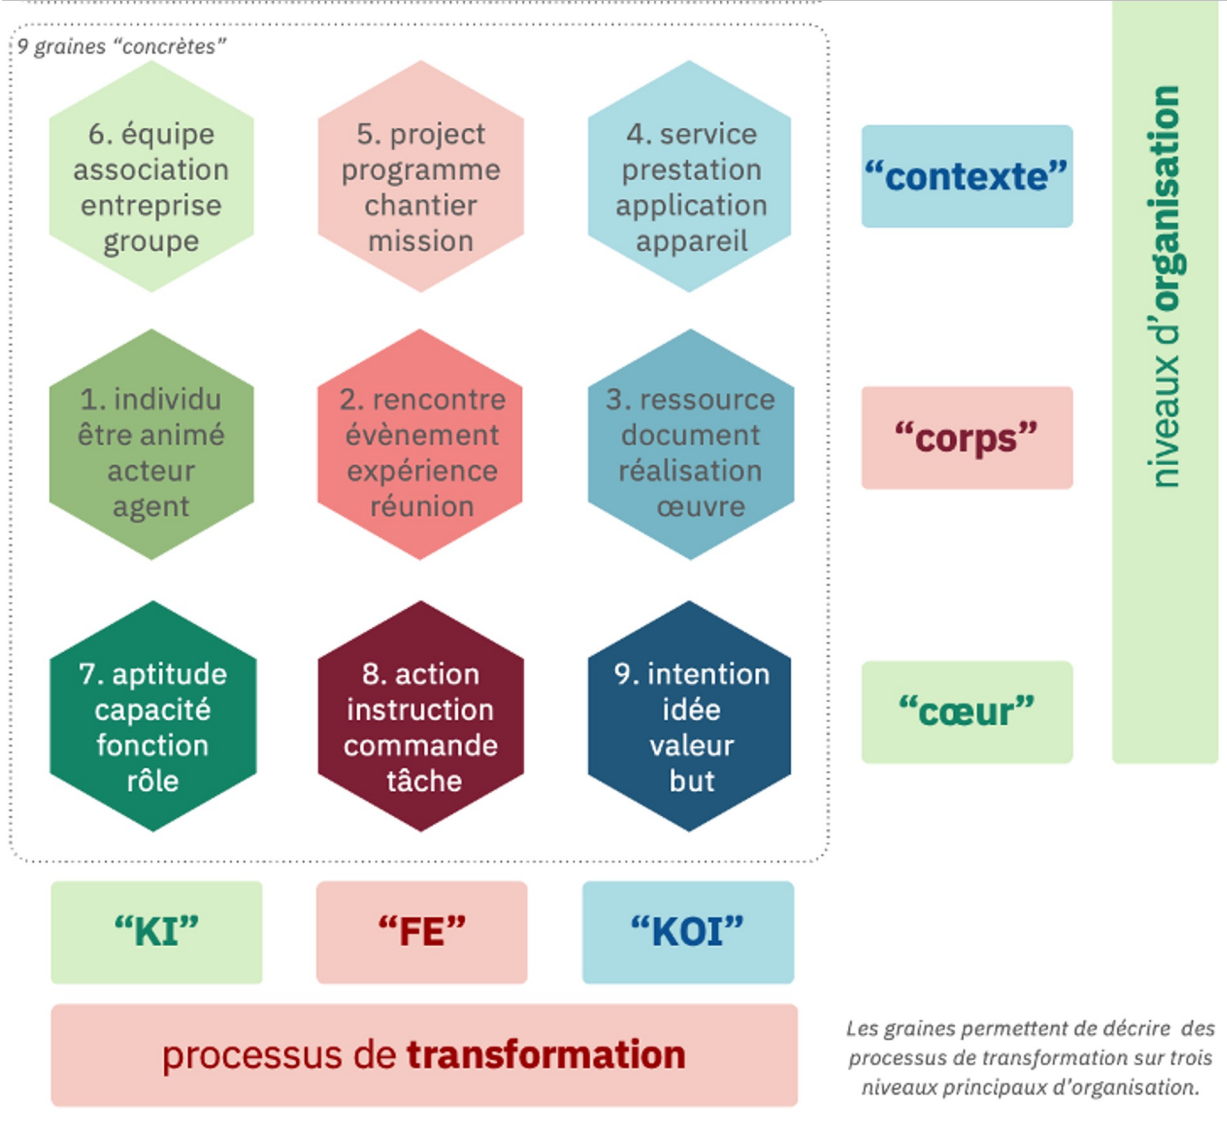 9 graines “concrètes”
6. équipe
association
entreprise
groupe
5. project
programme
chantier
mission
4. service
prestation
application
appareil
“contexte”
1. individu
être animé
acteur
agent
2. rencontre
évènement
expérience
réunion
3. ressource
document
réalisation
œuvre
“corps”
7. aptitude
capacité
fonction
rôle
8. action
instruction
commande
tâche
9. intention
idée
valeur
but
“cœur”
niveaux d’organisation
“KI”
“FE”
“KOI”
processus de transformation
Les graines permettent de décrire des
processus de transformation sur trois
niveaux principaux d’organisation.